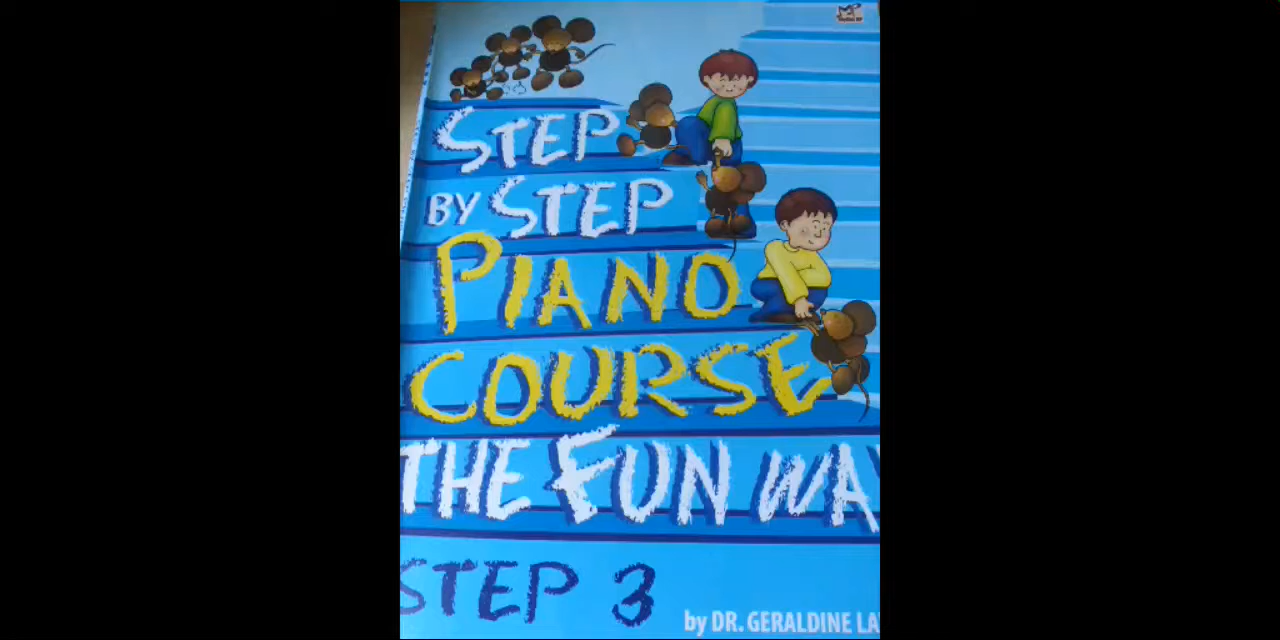 STEP
BY STEP
PIANO
COURSE
THE FUN WA
STEP 3
by DR. GERALDINE LA